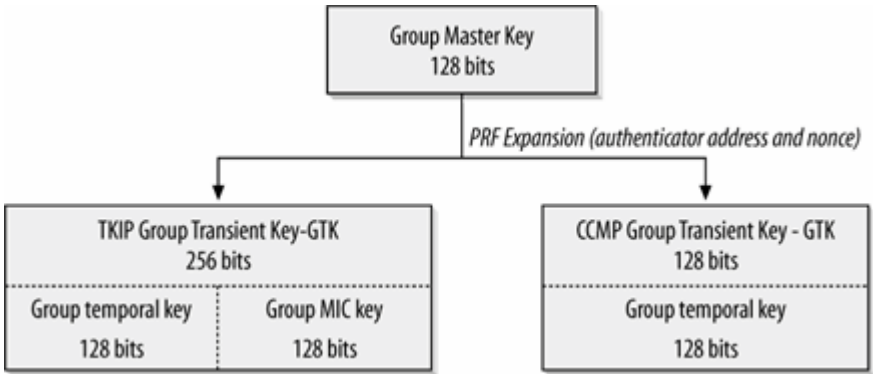 Group Master Key
128 bits
PRF Expansion (authenticator address and nonce)
TKIP Group Transient Key-GTK
256 bits
Group temporal key
128 bits
Group MIC key
128 bits
CCMP Group Transient Key - GTK
128 bits
Group temporal key
128 bits